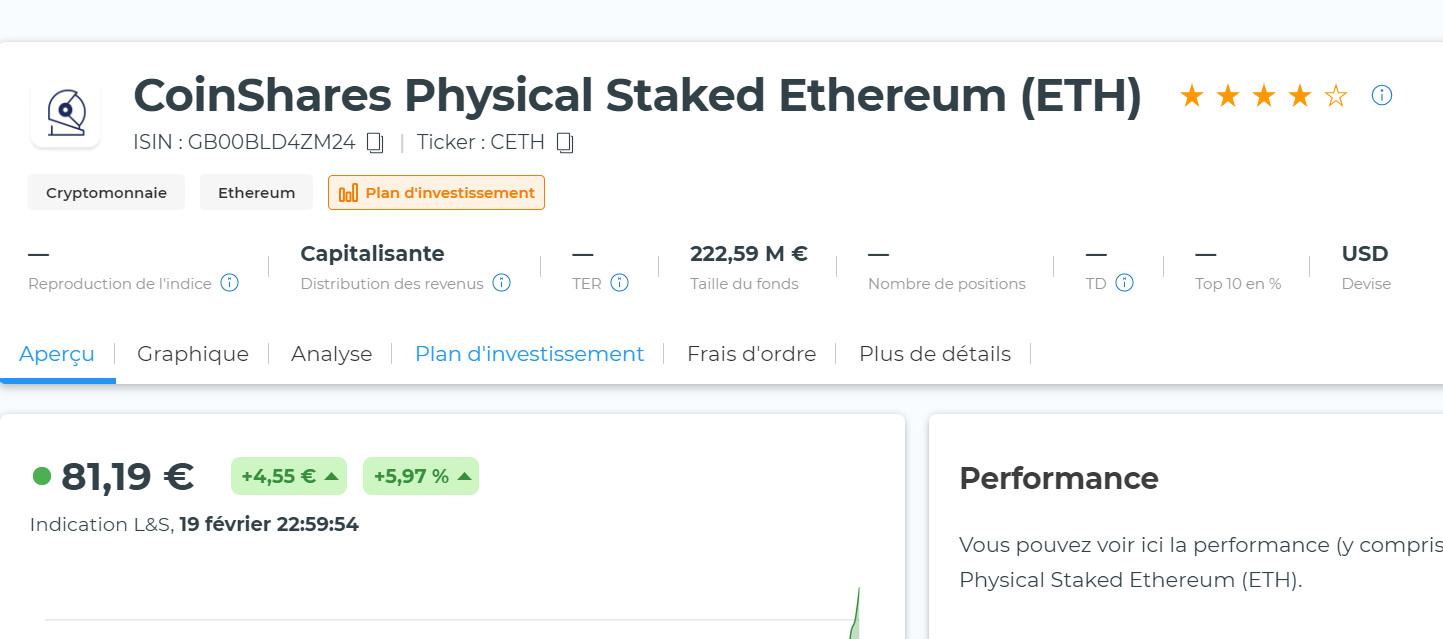 CoinShares Physical Staked Ethereum (ETH)
ISIN : GB00BLD4ZM24 | Ticker : CETH
Cryptomonnaie Ethereum Plan d'investissement
— Capitalisante — 222,59 M € — — — USD
Reproduction de l'indice Distribution des revenus TER Taille du fonds Nombre de positions TD Top 10 en % Devise
Aperçu Graphique Analyse Plan d'investissement Frais d'ordre Plus de détails
81,19 € +4,55 € +5,97 %
Indication L&S, 19 février 22:59:54
Performance
Vous pouvez voir ici la performance (y compris
Physical Staked Ethereum (ETH).